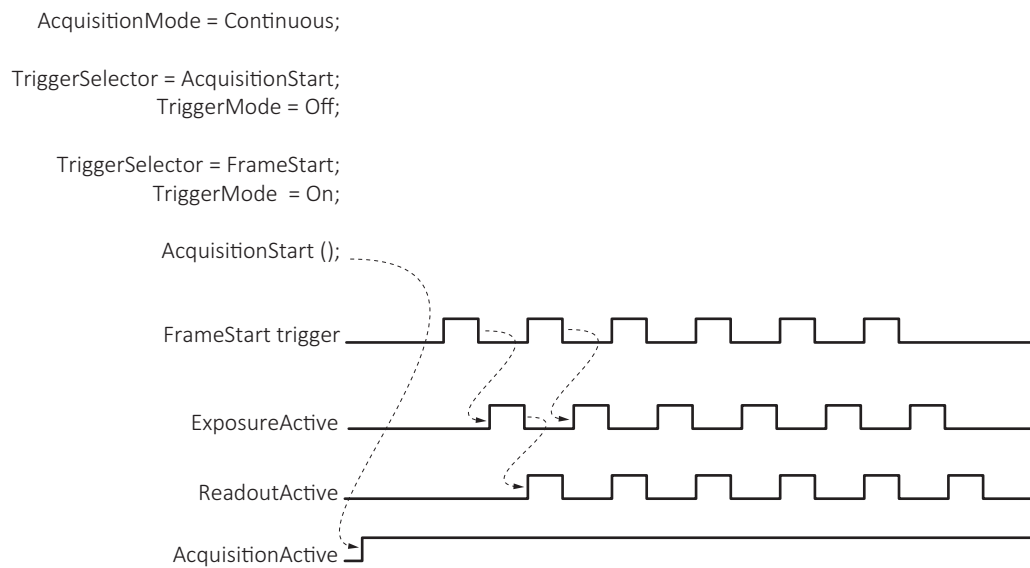 AcquisitionMode = Continuous;
TriggerSelector = AcquisitionStart;
TriggerMode = Off;
TriggerSelector = FrameStart;
TriggerMode  = On;
AcquisitionStart ();
FrameStart trigger
ExposureActive
ReadoutActive
AcquisitionActive